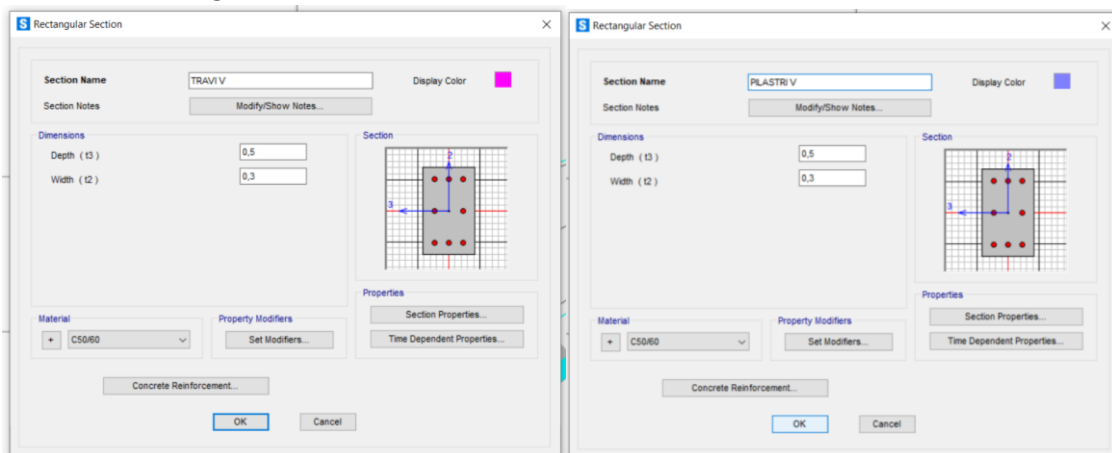 S Rectangular Section
Section Name TRAVI V Display Color
Section Notes Modify/Show Notes...
Dimensions
Depth ( t3 ) 0,5
Width ( t2 ) 0,3
Section
2
3
Properties
Section Properties...
Time Dependent Properties...
Material
+ C50/60
Property Modifiers
Set Modifiers...
Concrete Reinforcement...
OK Cancel
S Rectangular Section
Section Name PILASTRI V Display Color
Section Notes Modify/Show Notes...
Dimensions
Depth ( t3 ) 0,5
Width ( t2 ) 0,3
Section
2
3
Properties
Section Properties...
Time Dependent Properties...
Material
+ C50/60
Property Modifiers
Set Modifiers...
Concrete Reinforcement...
OK Cancel